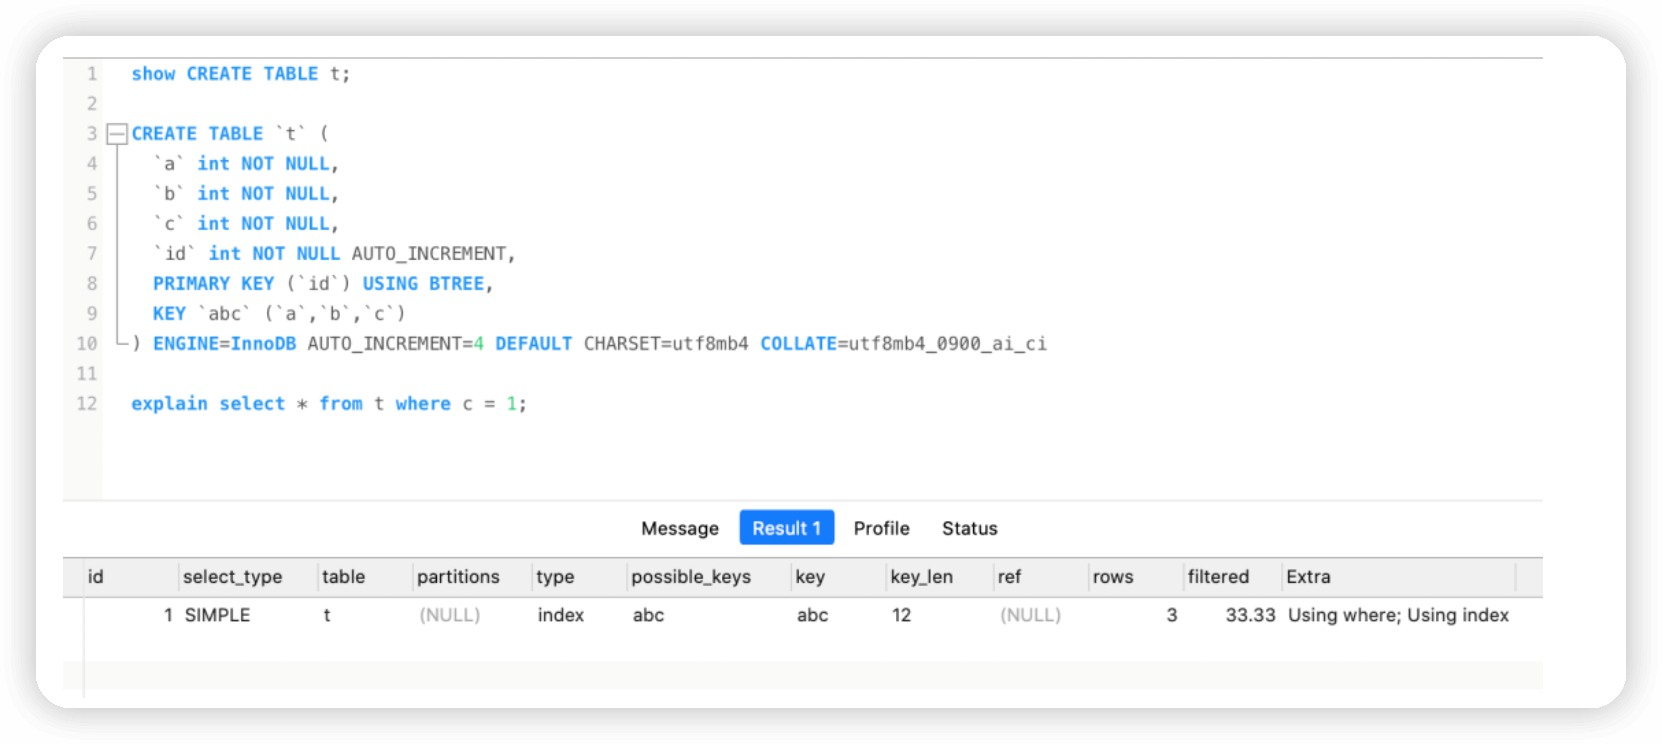 1 show CREATE TABLE t;
2
3 CREATE TABLE `t` (
4 `a` int NOT NULL,
5 `b` int NOT NULL,
6 `c` int NOT NULL,
7 `id` int NOT NULL AUTO_INCREMENT,
8 PRIMARY KEY (`id`) USING BTREE,
9 KEY `abc` (`a`,`b`,`c`)
10 ) ENGINE=InnoDB AUTO_INCREMENT=4 DEFAULT CHARSET=utf8mb4 COLLATE=utf8mb4_0900_ai_ci
11
12 explain select * from t where c = 1;
Message Result 1 Profile Status
id select_type table partitions type possible_keys key key_len ref rows filtered Extra
1 SIMPLE t (NULL) index abc abc 12 (NULL) 3 33.33 Using where; Using index